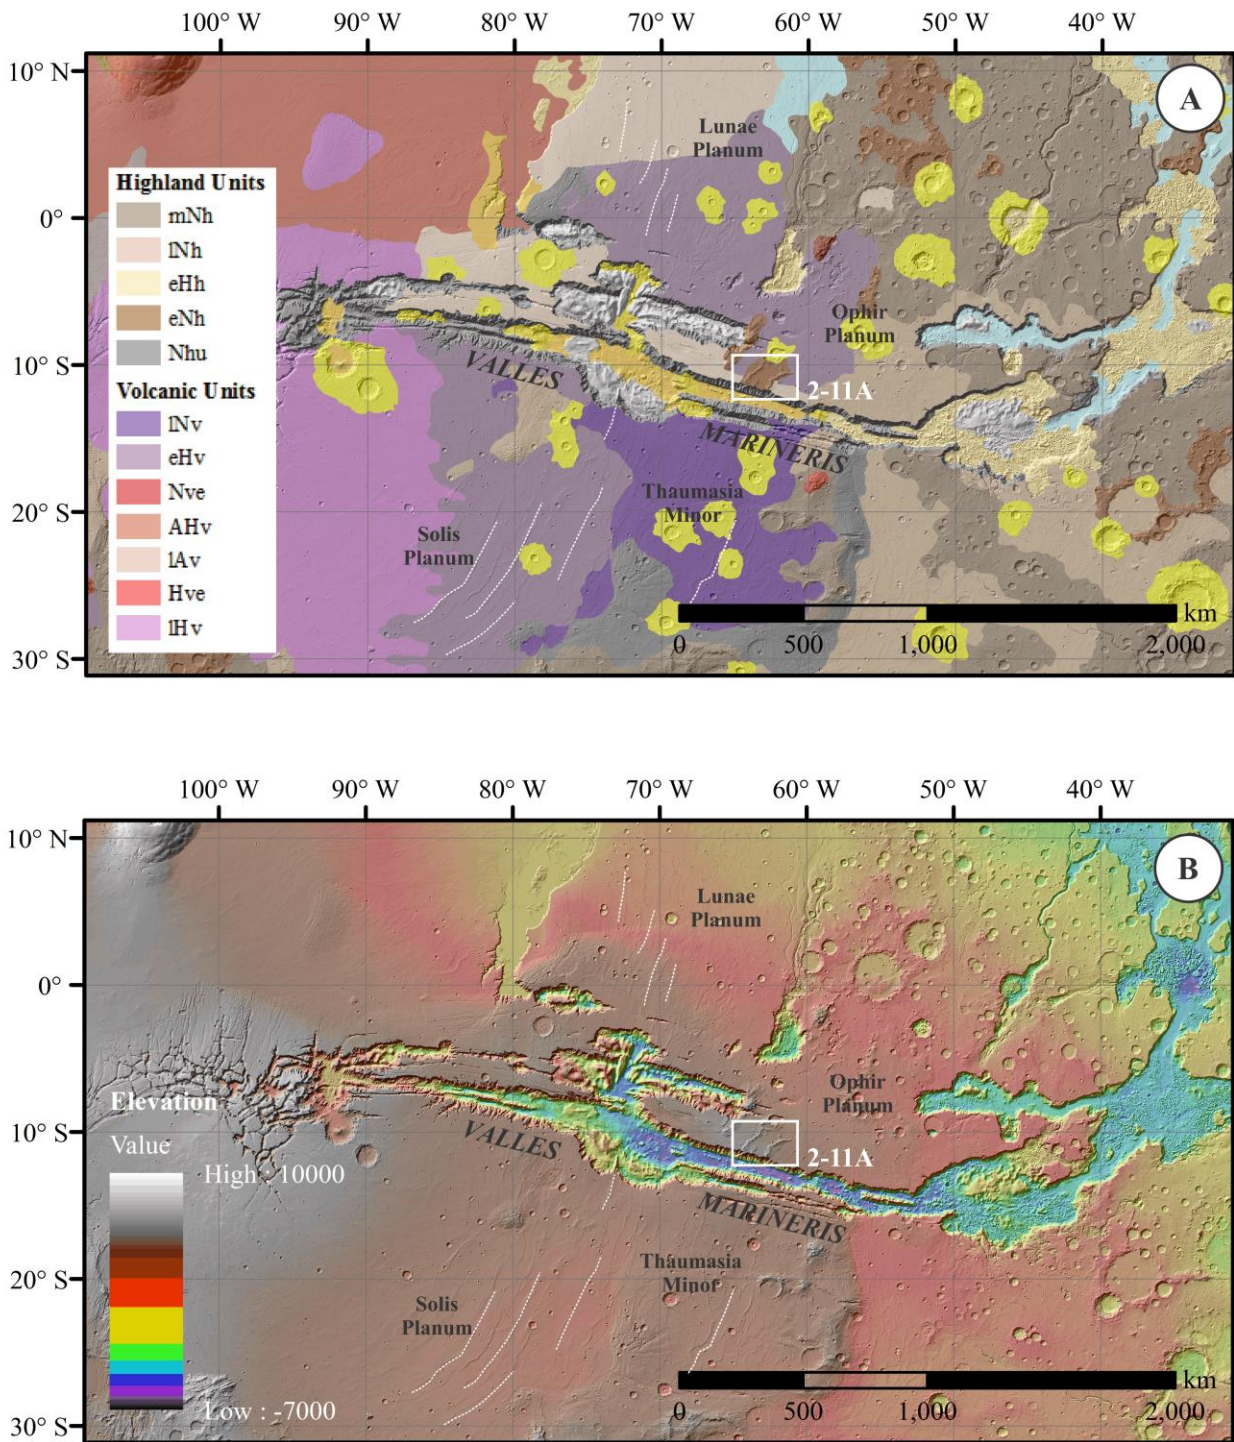 100° W 90° W 80° W 70° W 60° W 50° W 40° W
10° N
0°
10° S
20° S
30° S
A
Lunae
Planum
Highland Units
mNh
lNh
eHh
eNh
Nhu
Volcanic Units
lNv
eHv
Nve
AHv
lAv
Hve
lHv
Ophir
Planum
VALLES
2-11A
MARINERIS
Thaumasia
Minor
Solis
Planum
km
0 500 1,000 2,000
100° W 90° W 80° W 70° W 60° W 50° W 40° W
10° N
0°
10° S
20° S
30° S
B
Lunae
Planum
Ophir
Planum
Elevation
Value
High : 10000
Low : -7000
VALLES
2-11A
MARINERIS
Thaumasia
Minor
Solis
Planum
km
0 500 1,000 2,000